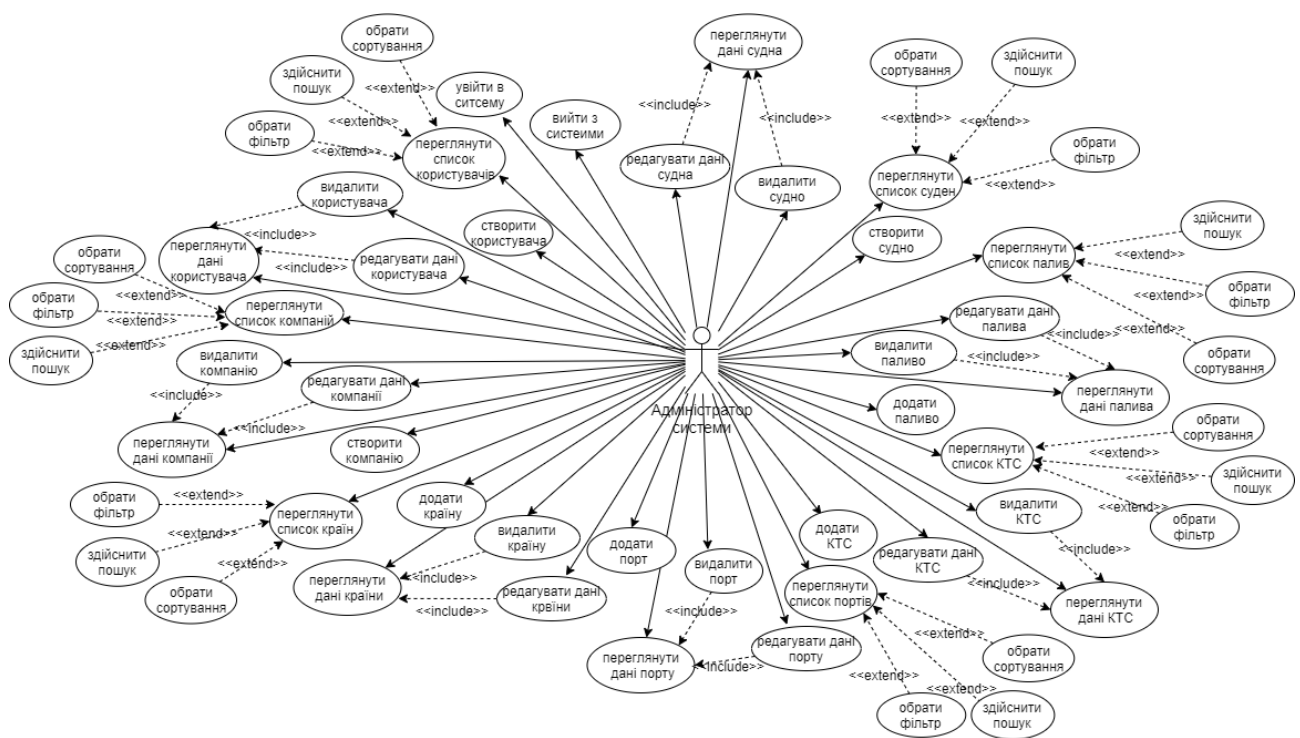 обрати
сортування
переглянути
дані судна
обрати
сортування
здійснити
пошук
здійснити
пошук
<<extend>>
увійти в
ситсему
<<include>>
<<extend>>
<<extend>>
обрати
фільтр
<<extend>>
<<extend>>
вийти з
системи
<<include>>
переглянути
список
користувачів
редагувати дані
судна
видалити
судно
переглянути
список суден
обрати
фільтр
<<extend>>
видалити
користувача
створити
користувача
створити
судно
здійснити
пошук
переглянути
дані
користувача
<<include>>
<<include>>
редагувати дані
користувача
переглянути
список палив
<<extend>>
обрати
сортування
<<extend>>
обрати
фільтр
<<extend>>
обрати
фільтр
<<extend>>
<<extend>>
переглянути
список компаній
редагувати дані
палива
<<extend>>
<<include>>
здійснити
пошук
<<extend>>
видалити
компанію
видалити
паливо
<<include>>
обрати
сортування
<<include>>
редагувати дані
компанії
<<include>>
переглянути
дані палива
додати
паливо
Адміністратор
системи
переглянути
дані компанії
створити
компанію
переглянути
список КТС
<<extend>>
обрати
сортування
<<extend>>
здійснити
пошук
<<extend>>
обрати
фільтр
обрати
фільтр
<<extend>>
переглянути
список країн
додати
країну
видалити
КТС
здійснити
пошук
<<extend>>
<<extend>>
обрати
сортування
видалити
країну
додати
порт
додати
КТС
редагувати дані
КТС
<<include>>
<<include>>
переглянути
дані КТС
переглянути
дані країни
<<include>>
<<include>>
редагувати дані
крвїни
видалити
порт
<<include>>
переглянути
список портів
<<extend>>
обрати
сортування
переглянути
дані порту
<<include>>
редагувати дані
порту
<<extend>>
<<extend>>
обрати
фільтр
здійснити
пошук